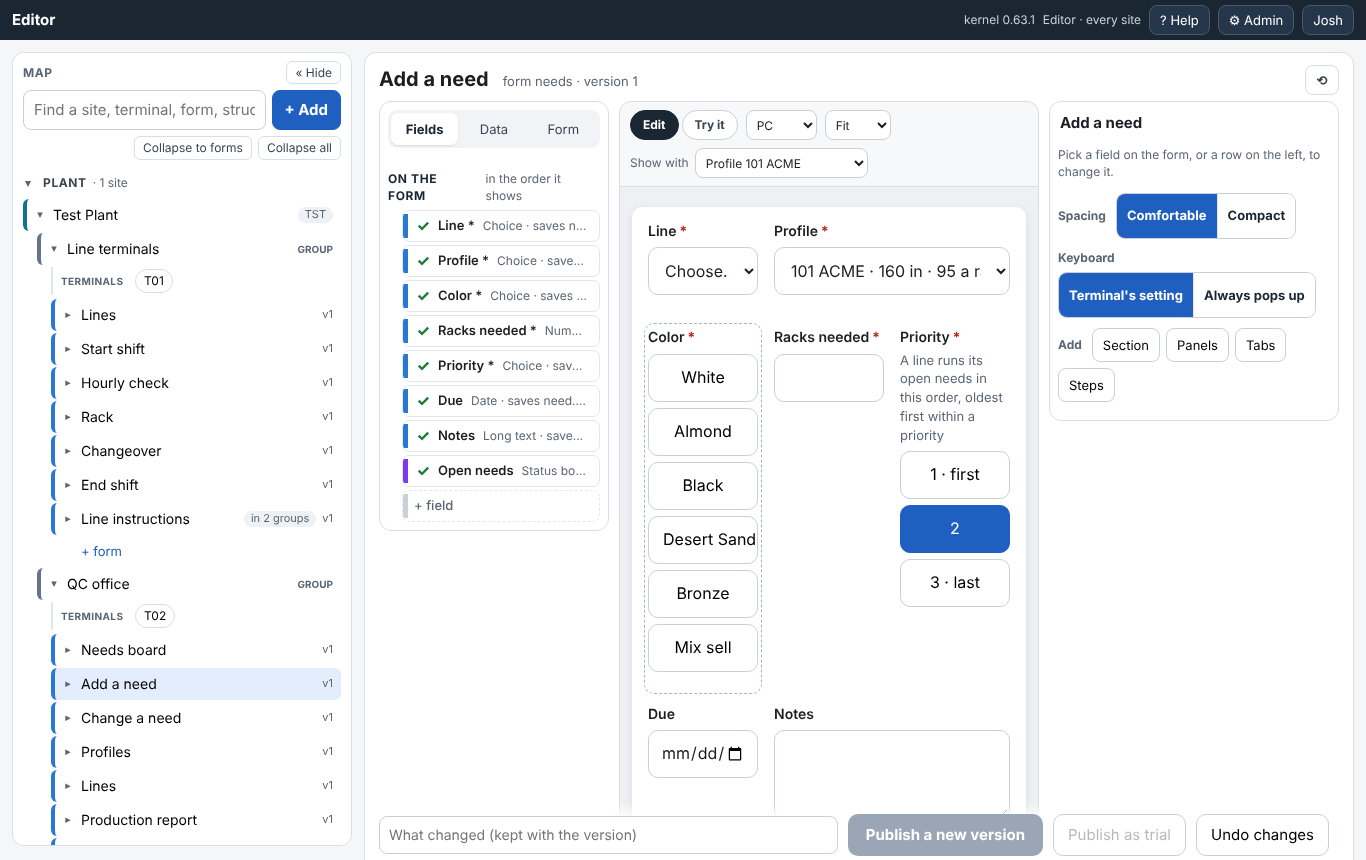 Editor
kernel 0.63.1 Editor · every site ? Help ⚙ Admin Josh
MAP
« Hide
Find a site, terminal, form, struc
+ Add
Collapse to forms Collapse all
▾ PLANT · 1 site
▾ Test Plant TST
▾ Line terminals GROUP
TERMINALS T01
▸ Lines v1
▸ Start shift v1
▸ Hourly check v1
▸ Rack v1
▸ Changeover v1
▸ End shift v1
▸ Line instructions in 2 groups v1
+ form
▾ QC office GROUP
TERMINALS T02
▸ Needs board v1
▸ Add a need v1
▸ Change a need v1
▸ Profiles v1
▸ Lines v1
▸ Production report v1
Add a need form needs · version 1
⟲
Fields Data Form
ON THE FORM in the order it shows
✓ Line * Choice · saves n...
✓ Profile * Choice · save...
✓ Color * Choice · saves ...
✓ Racks needed * Num...
✓ Priority * Choice · sav...
✓ Due Date · saves need....
✓ Notes Long text · save...
✓ Open needs Status bo...
+ field
Edit Try it PC Fit
Show with Profile 101 ACME
Line * Profile *
Choose. 101 ACME · 160 in · 95 a r
Color * Racks needed * Priority *
A line runs its
open needs in
this order, oldest
first within a
priority
White
Almond
Black
Desert Sand
Bronze
Mix sell
1 · first
2
3 · last
Due Notes
mm/dd/
Add a need
Pick a field on the form, or a row on the left, to
change it.
Spacing Comfortable Compact
Keyboard
Terminal's setting Always pops up
Add Section Panels Tabs
Steps
What changed (kept with the version) Publish a new version Publish as trial Undo changes